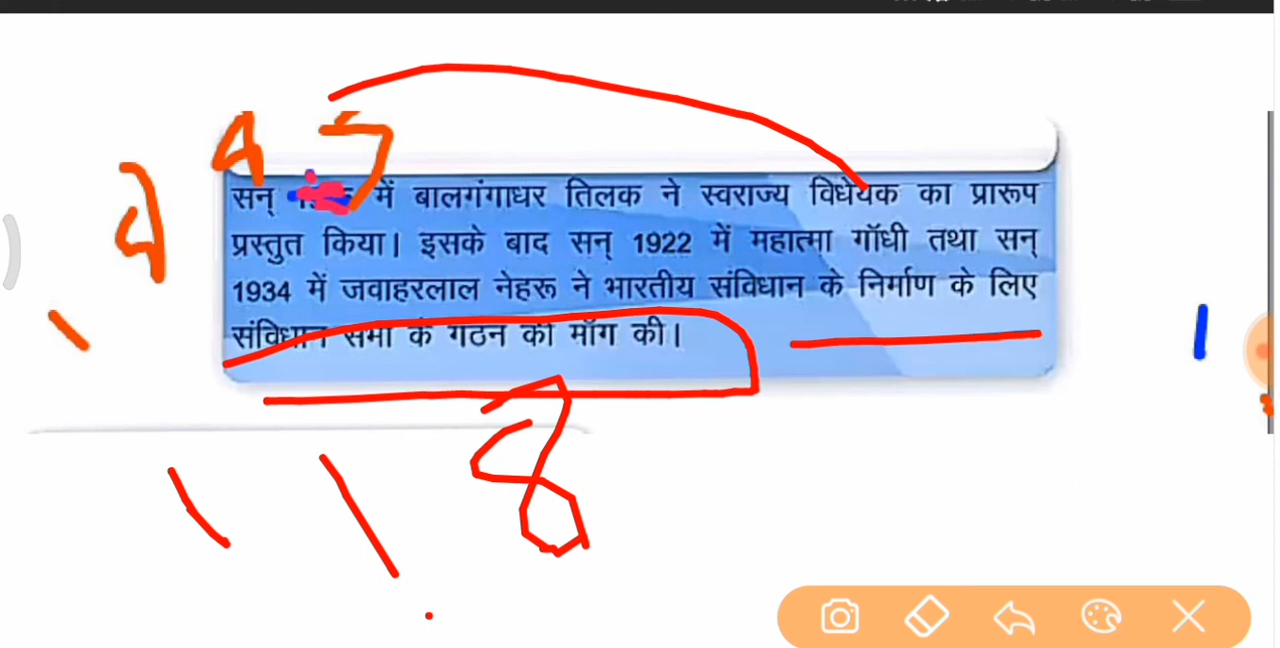 सन् में बालगंगाधर तिलक ने स्वराज्य विधेयक का प्रारूप
प्रस्तुत किया। इसके बाद सन् 1922 में महात्मा गाँधी तथा सन्
1934 में जवाहरलाल नेहरू ने भारतीय संविधान के निर्माण के लिए
संविधान सभा के गठन की माँग की।